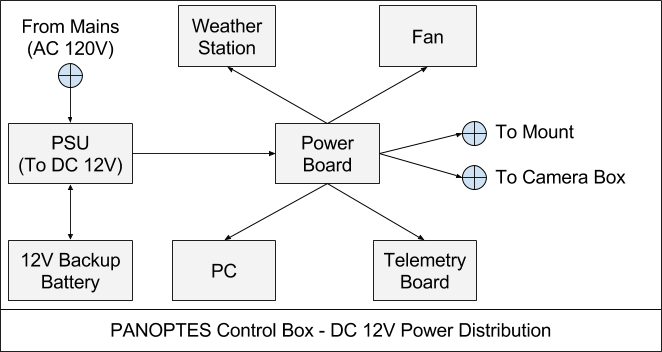 From Mains
(AC 120V)
Weather
Station
Fan
PSU
(To DC 12V)
Power
Board
To Mount
To Camera Box
12V Backup
Battery
PC
Telemetry
Board
PANOPTES Control Box - DC 12V Power Distribution